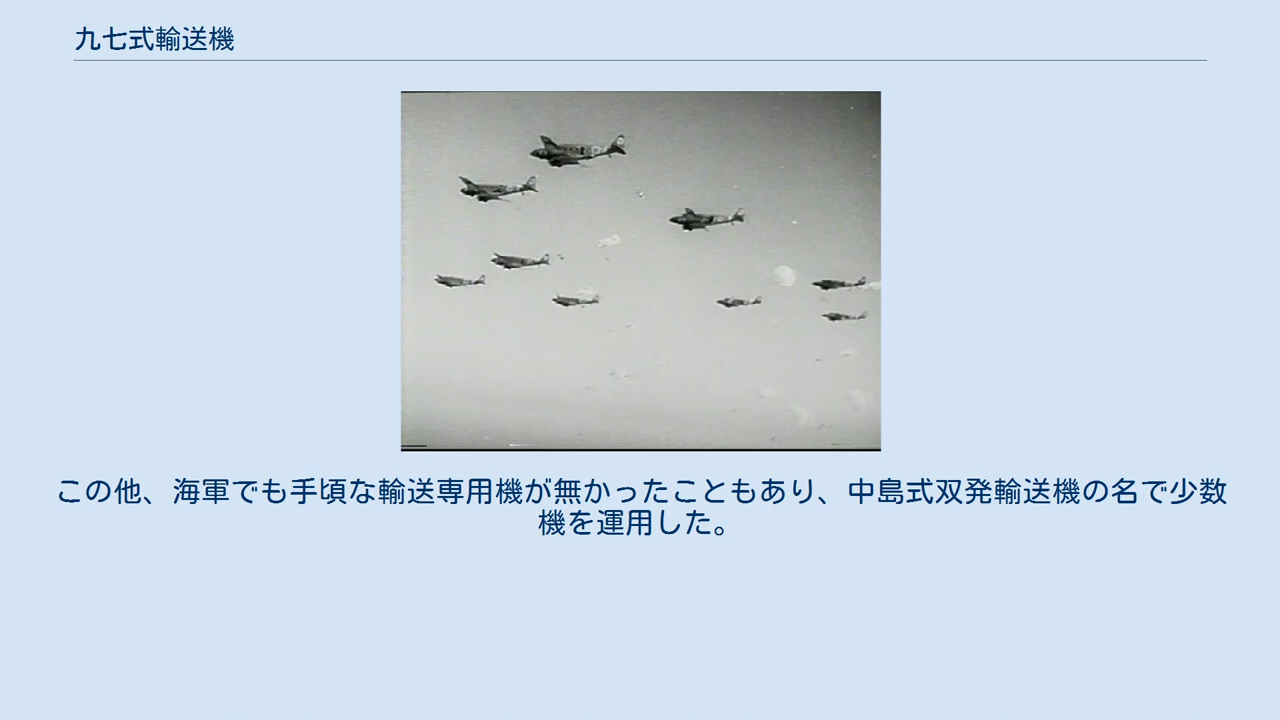 九七式輸送機
この他、海軍でも手頃な輸送専用機が無かったこともあり、中島式双発輸送機の名で少数
機を運用した。